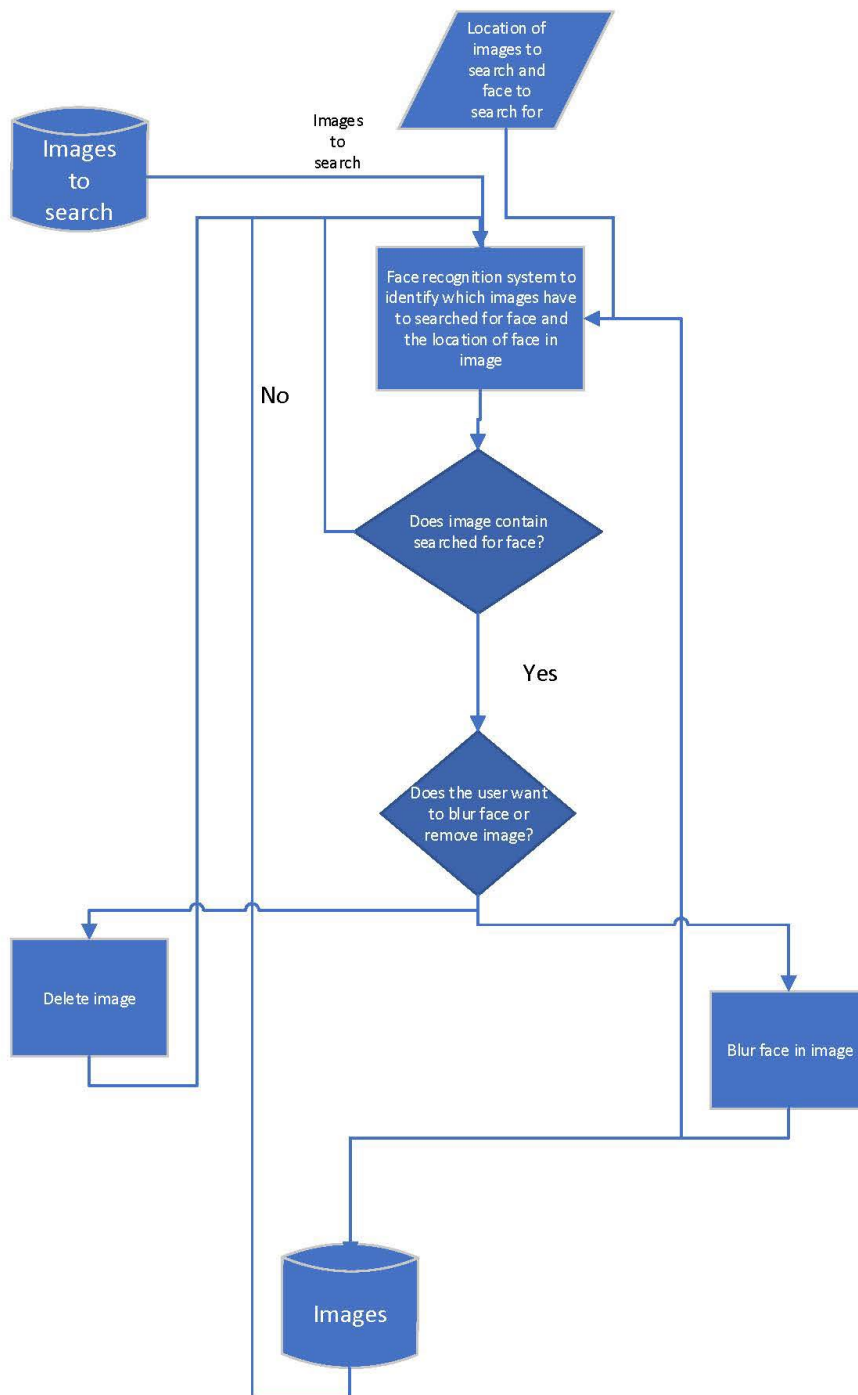 Location of
images to
search and
face to
search for
Images
to
search
Images
to
search
Face recognition system to
identify which images have
to searched for face and
the location of face in
image
No
Does image contain
searched for face?
Yes
Does the user want
to blur face or
remove image?
Delete image
Blur face in image
Images